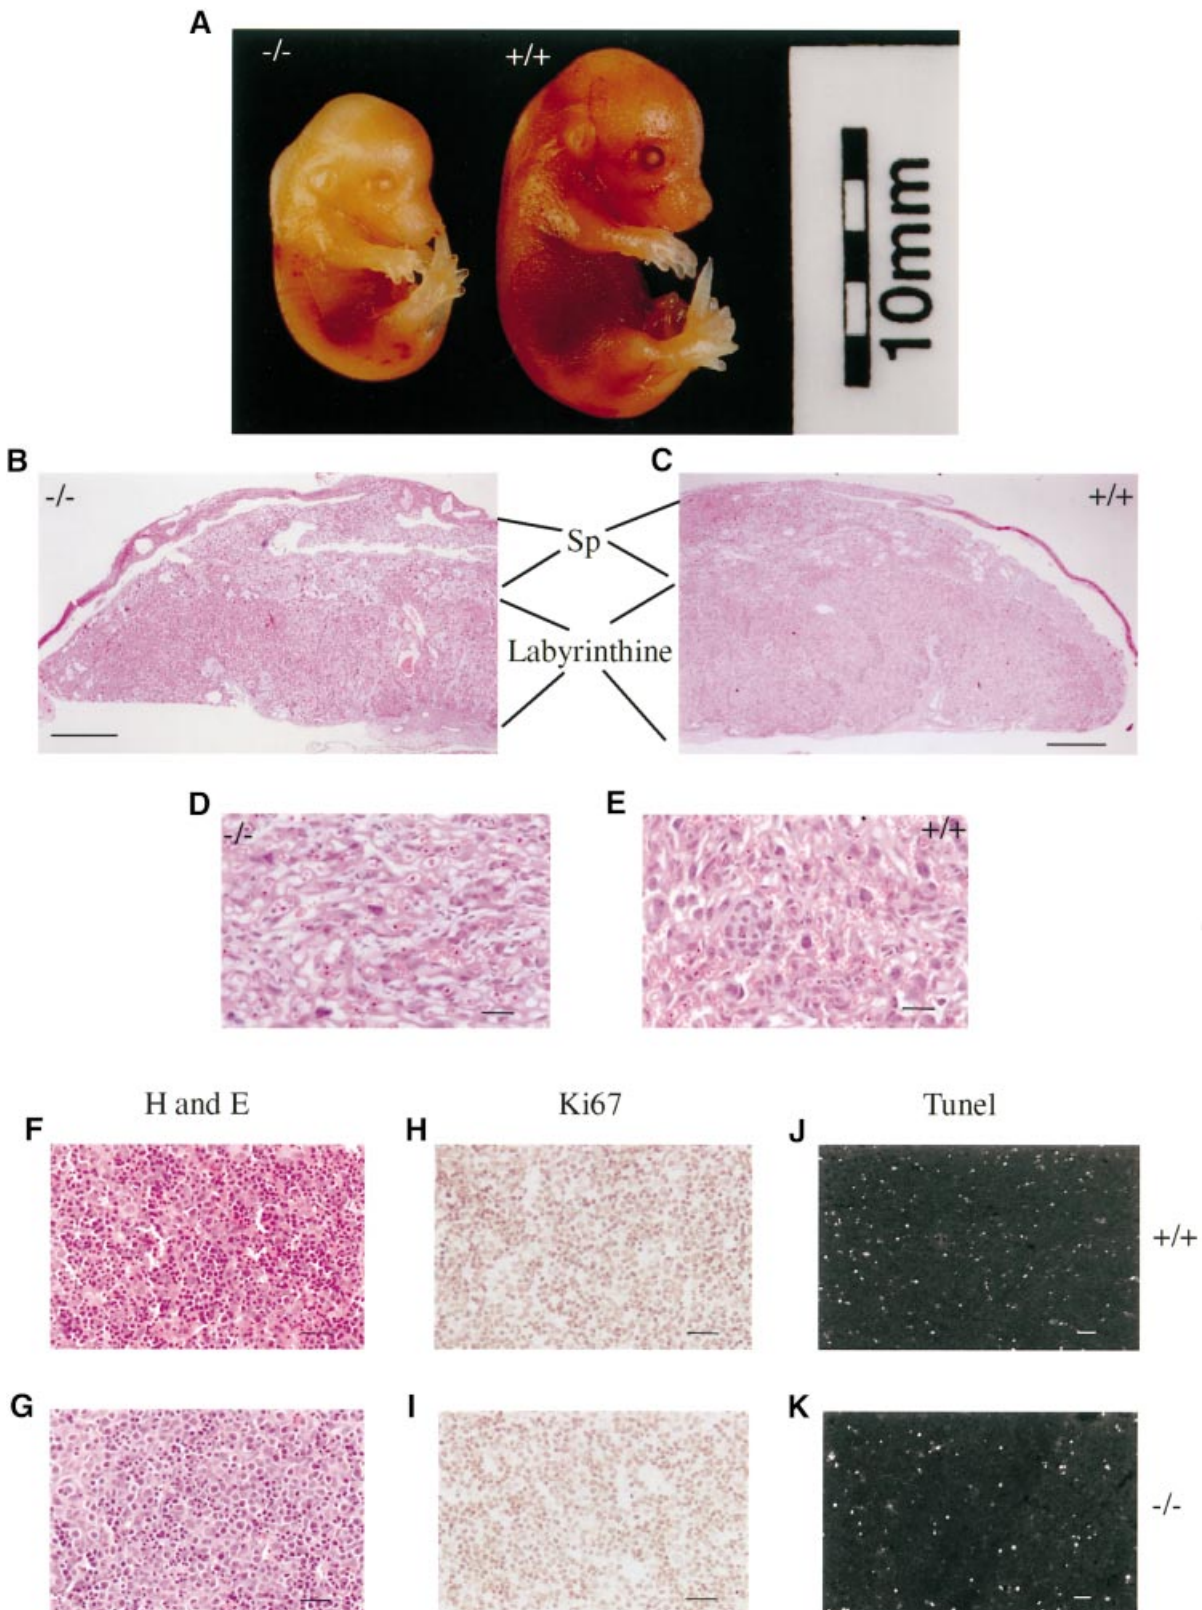 A
-/-
+/+
10mm
B
C
-/-
+/+
Sp
Labyrinthine
D
E
-/-
+/+
H and E
Ki67
Tunel
F
H
J
+/+
G
I
K
-/-